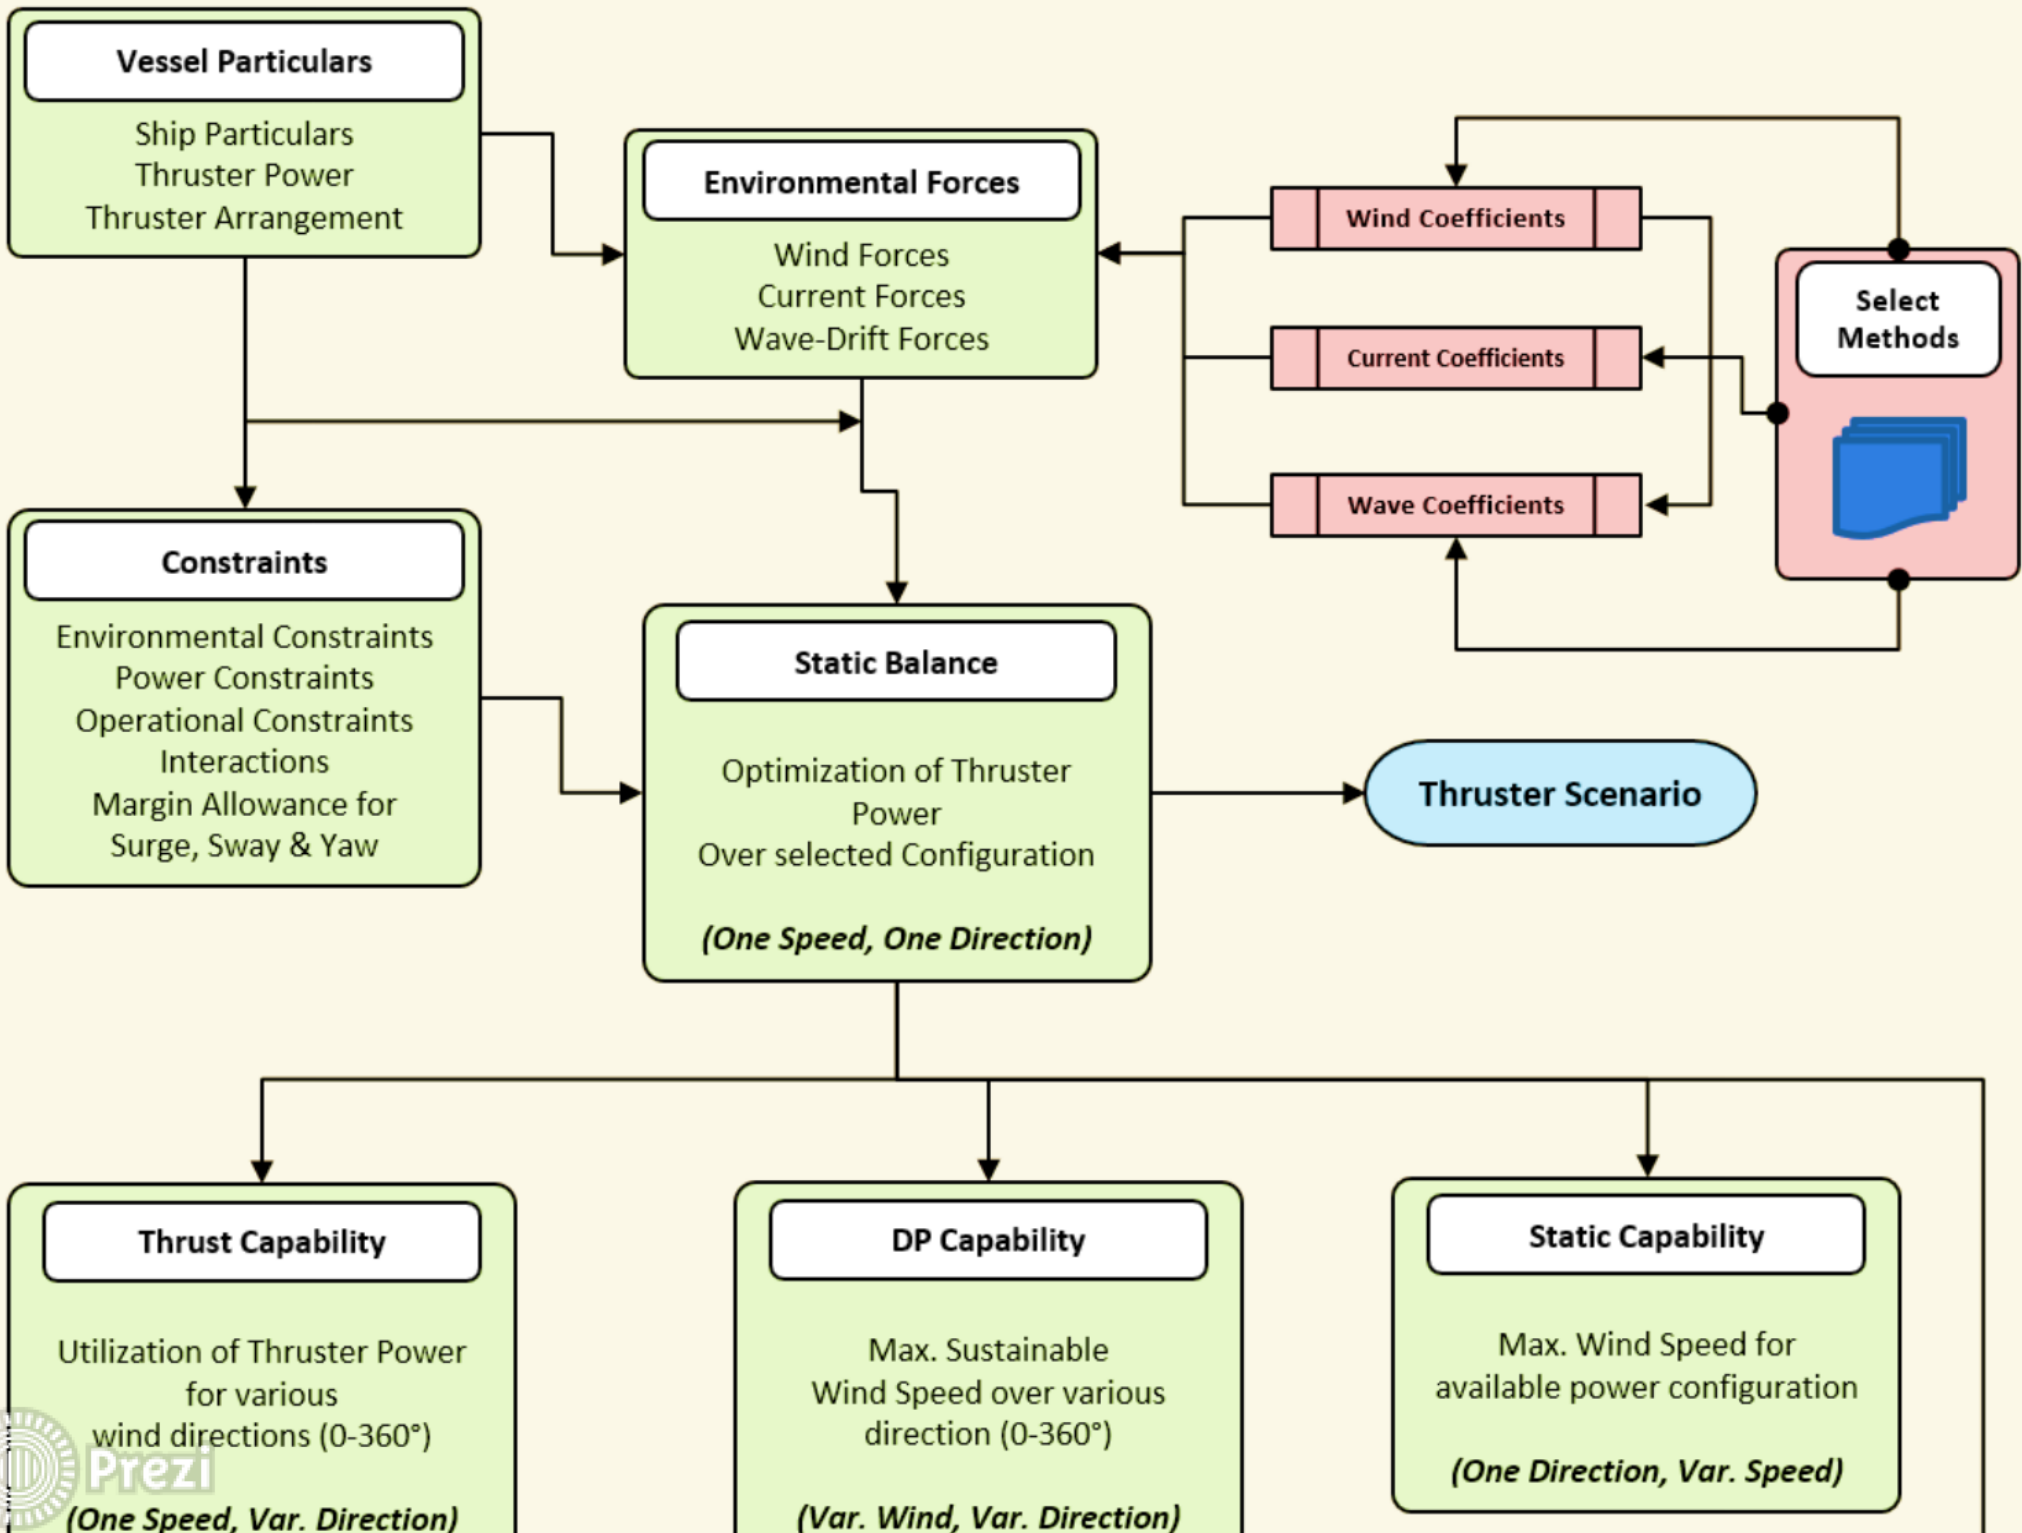 Vessel Particulars
Ship Particulars
Thruster Power
Thruster Arrangement
Environmental Forces
Wind Forces
Current Forces
Wave-Drift Forces
Wind Coefficients
Current Coefficients
Wave Coefficients
Select
Methods
Constraints
Environmental Constraints
Power Constraints
Operational Constraints
Interactions
Margin Allowance for
Surge, Sway & Yaw
Static Balance
Optimization of Thruster
Power
Over selected Configuration
(One Speed, One Direction)
Thruster Scenario
Thrust Capability
Utilization of Thruster Power
for various
wind directions (0-360°)
(One Speed, Var. Direction)
DP Capability
Max. Sustainable
Wind Speed over various
direction (0-360°)
(Var. Wind, Var. Direction)
Static Capability
Max. Wind Speed for
available power configuration
(One Direction, Var. Speed)
Prezi